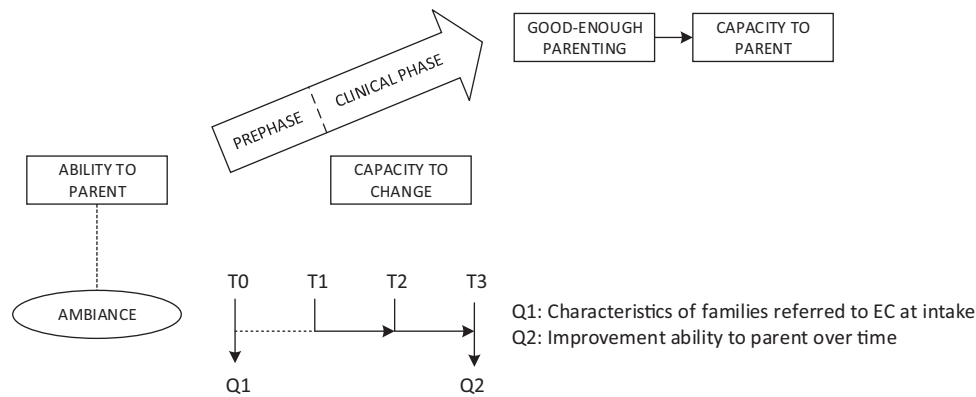 GOOD-ENOUGH
PARENTING
CAPACITY TO
PARENT
PREPHASE
CLINICAL PHASE
ABILITY TO
PARENT
CAPACITY TO
CHANGE
AMBIANCE
T0 T1 T2 T3
Q1 Q2
Q1: Characteristics of families referred to EC at intake
Q2: Improvement ability to parent over time